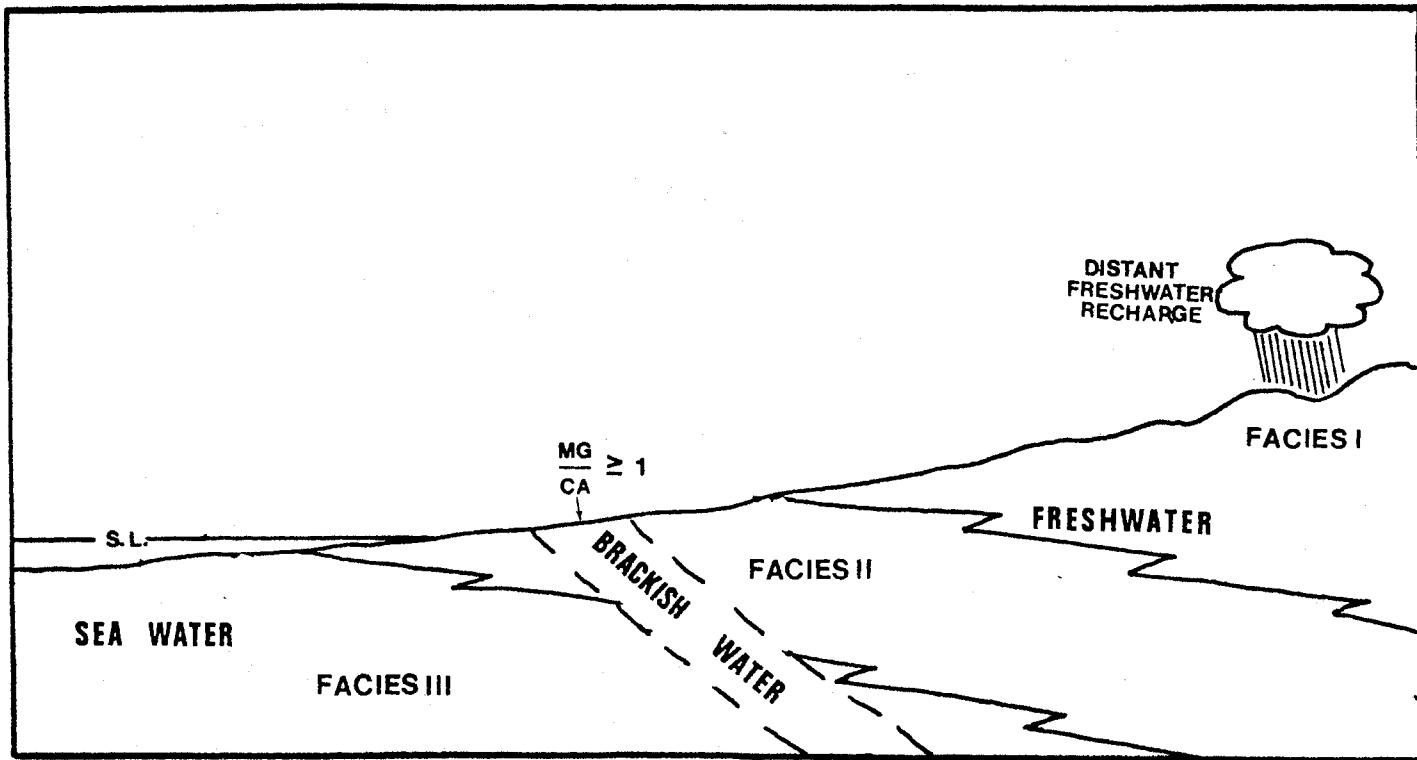 DISTANT
FRESHWATER
RECHARGE
FACIES I
MG
CA
≥ 1
FRESHWATER
S.L.
BRACKISH WATER
FACIES II
SEA WATER
FACIES III